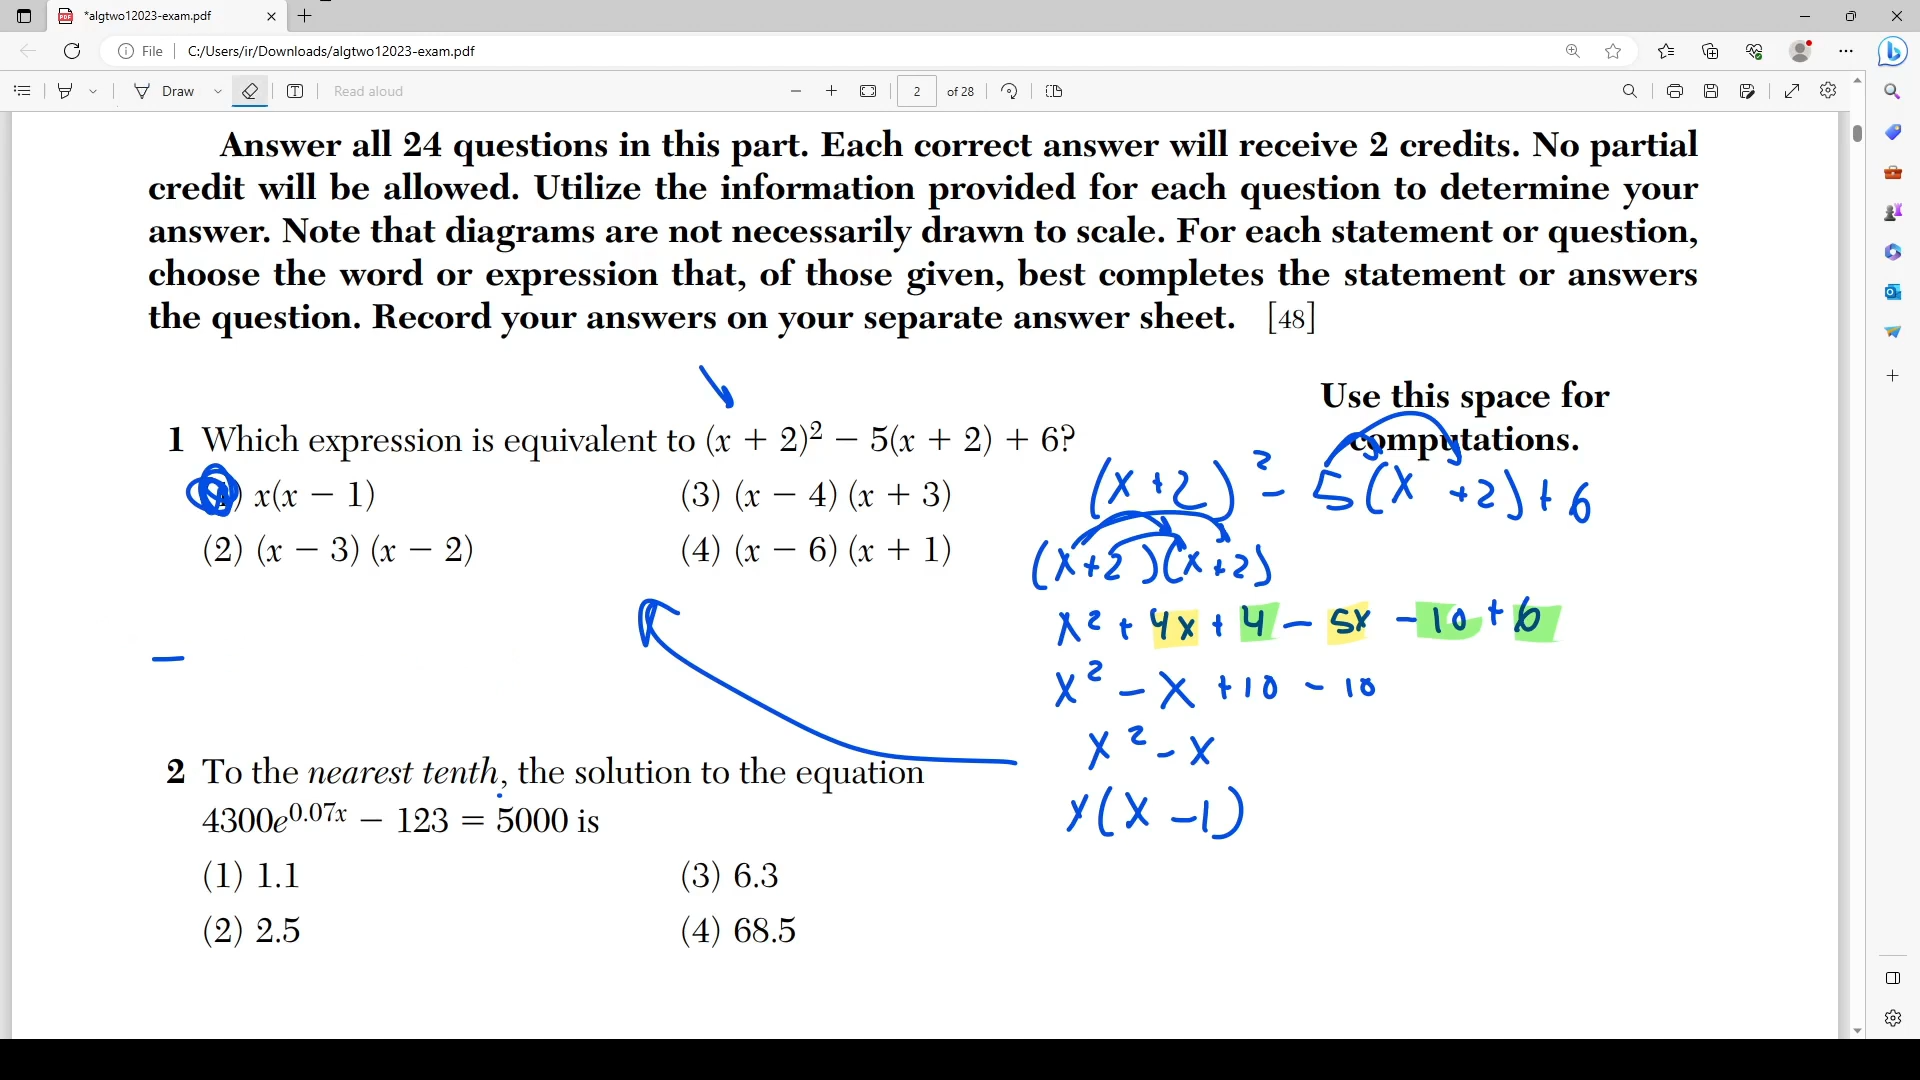 *algtwo12023-exam.pdf
File C:/Users/ir/Downloads/algtwo12023-exam.pdf
Draw Read aloud 2 of 28
Answer all 24 questions in this part. Each correct answer will receive 2 credits. No partial
credit will be allowed. Utilize the information provided for each question to determine your
answer. Note that diagrams are not necessarily drawn to scale. For each statement or question,
choose the word or expression that, of those given, best completes the statement or answers
the question. Record your answers on your separate answer sheet. [48]
Use this space for
computations.
1 Which expression is equivalent to (x + 2)² − 5(x + 2) + 6?
x(x − 1)
(3) (x − 4) (x + 3)
(2) (x − 3) (x − 2)
(4) (x − 6) (x + 1)
(x+2)² - 5(x+2)+6
(x+2)(x+2)
x² + 4x + 4 - 5x - 10 + 6
x² - x + 10 - 10
x² - x
x(x - 1)
2 To the nearest tenth, the solution to the equation
4300e^0.07x − 123 = 5000 is
(1) 1.1
(3) 6.3
(2) 2.5
(4) 68.5